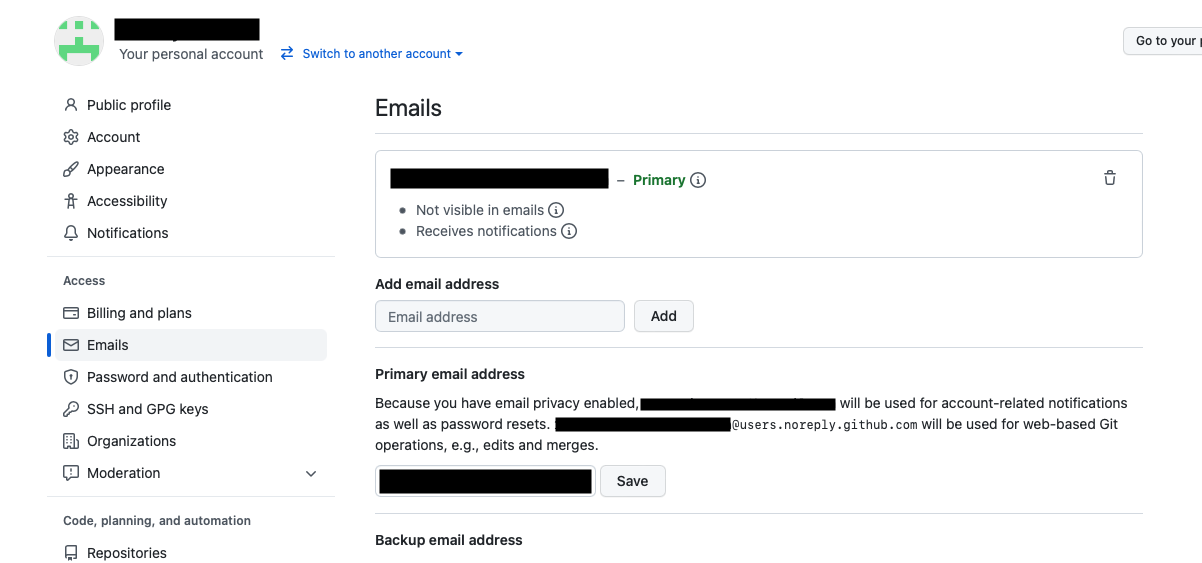 Your personal account Switch to another account
Go to your
Public profile
Account
Appearance
Accessibility
Notifications
Access
Billing and plans
Emails
Password and authentication
SSH and GPG keys
Organizations
Moderation
Code, planning, and automation
Repositories
Emails
– Primary
Not visible in emails
Receives notifications
Add email address
Email address Add
Primary email address
Because you have email privacy enabled, will be used for account-related notifications
as well as password resets. @users.noreply.github.com will be used for web-based Git
operations, e.g., edits and merges.
Save
Backup email address